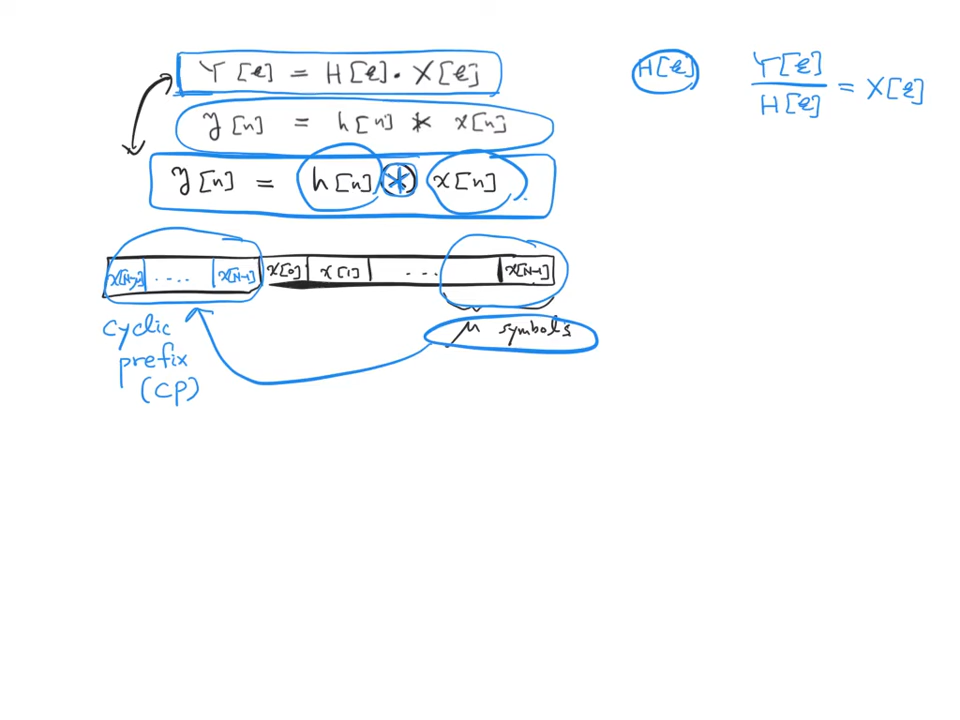 Y[k] = H[k] · X[k]
y[n] = h[n] * x[n]
y[n] = h[n] ⊛ x[n]
H[k]
Y[k] / H[k] = X[k]
x[N-μ] .... x[N-1] x[0] x[1] ... x[N-1]
μ symbols
cyclic
prefix
(CP)